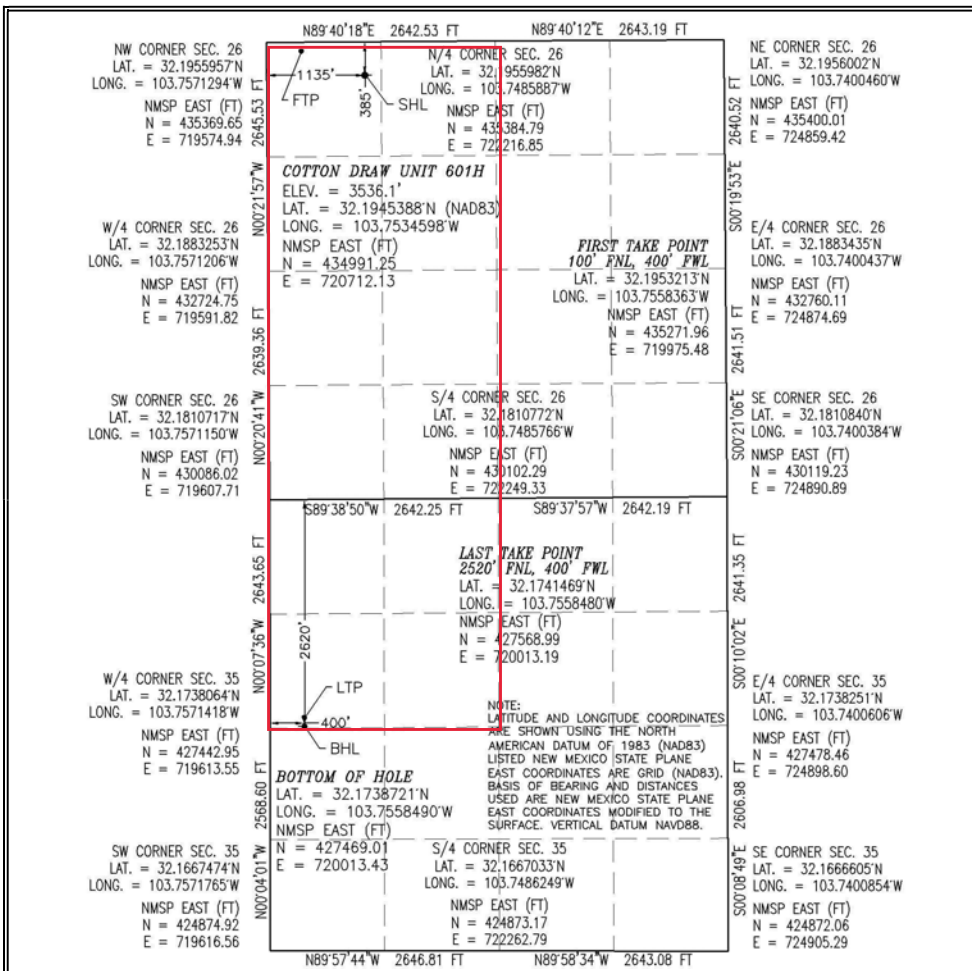 N89°40'18"E 2642.53 FT
N89°40'12"E 2643.19 FT
NW CORNER SEC. 26
LAT. = 32.1955957°N
LONG. = 103.7571294°W
NMSP EAST (FT)
N = 435369.65
E = 719574.94
N/4 CORNER SEC. 26
LAT. = 32.1955982°N
LONG. = 103.7485887°W
NMSP EAST (FT)
N = 435384.79
E = 722216.85
NE CORNER SEC. 26
LAT. = 32.1956002°N
LONG. = 103.7400460°W
NMSP EAST (FT)
N = 435400.01
E = 724859.42
1135'
385'
FTP
SHL
2645.53 FT
N00°21'57"W
2640.52 FT
S00°19'53"E
COTTON DRAW UNIT 601H
ELEV. = 3536.1'
LAT. = 32.1945388°N (NAD83)
LONG. = 103.7534598°W
NMSP EAST (FT)
N = 434991.25
E = 720712.13
FIRST TAKE POINT
100' FNL, 400' FWL
LAT. = 32.1953213°N
LONG. = 103.7558363°W
NMSP EAST (FT)
N = 435271.96
E = 719975.48
W/4 CORNER SEC. 26
LAT. = 32.1883253°N
LONG. = 103.7571206°W
NMSP EAST (FT)
N = 432724.75
E = 719591.82
E/4 CORNER SEC. 26
LAT. = 32.1883435°N
LONG. = 103.7400437°W
NMSP EAST (FT)
N = 432760.11
E = 724874.69
2639.36 FT
N00°20'41"W
2641.51 FT
S00°21'06"E
SW CORNER SEC. 26
LAT. = 32.1810717°N
LONG. = 103.7571150°W
NMSP EAST (FT)
N = 430086.02
E = 719607.71
S/4 CORNER SEC. 26
LAT. = 32.1810772°N
LONG. = 103.7485766°W
NMSP EAST (FT)
N = 430102.29
E = 722249.33
SE CORNER SEC. 26
LAT. = 32.1810840°N
LONG. = 103.7400384°W
NMSP EAST (FT)
N = 430119.23
E = 724890.89
S89°38'50"W 2642.25 FT
S89°37'57"W 2642.19 FT
2643.65 FT
N00°07'36"W
2641.35 FT
S00°10'02"E
2620'
LAST TAKE POINT
2520' FNL, 400' FWL
LAT. = 32.1741469°N
LONG. = 103.7558480°W
NMSP EAST (FT)
N = 427568.99
E = 720013.19
W/4 CORNER SEC. 35
LAT. = 32.1738064°N
LONG. = 103.7571418°W
NMSP EAST (FT)
N = 427442.95
E = 719613.55
LTP
400'
BHL
E/4 CORNER SEC. 35
LAT. = 32.1738251°N
LONG. = 103.7400606°W
NMSP EAST (FT)
N = 427478.46
E = 724898.60
NOTE:
LATITUDE AND LONGITUDE COORDINATES
ARE SHOWN USING THE NORTH
AMERICAN DATUM OF 1983 (NAD83)
LISTED NEW MEXICO STATE PLANE
EAST COORDINATES ARE GRID (NAD83).
BASIS OF BEARING AND DISTANCES
USED ARE NEW MEXICO STATE PLANE
EAST COORDINATES MODIFIED TO THE
SURFACE. VERTICAL DATUM NAVD88.
BOTTOM OF HOLE
LAT. = 32.1738721°N
LONG. = 103.7558490°W
NMSP EAST (FT)
N = 427469.01
E = 720013.43
2568.60 FT
N00°04'01"W
2606.98 FT
S00°08'49"E
SW CORNER SEC. 35
LAT. = 32.1667474°N
LONG. = 103.7571765°W
NMSP EAST (FT)
N = 424874.92
E = 719616.56
S/4 CORNER SEC. 35
LAT. = 32.1667033°N
LONG. = 103.7486249°W
NMSP EAST (FT)
N = 424873.17
E = 722262.79
SE CORNER SEC. 35
LAT. = 32.1666605°N
LONG. = 103.7400854°W
NMSP EAST (FT)
N = 424872.06
E = 724905.29
N89°57'44"W 2646.81 FT
N89°58'34"W 2643.08 FT